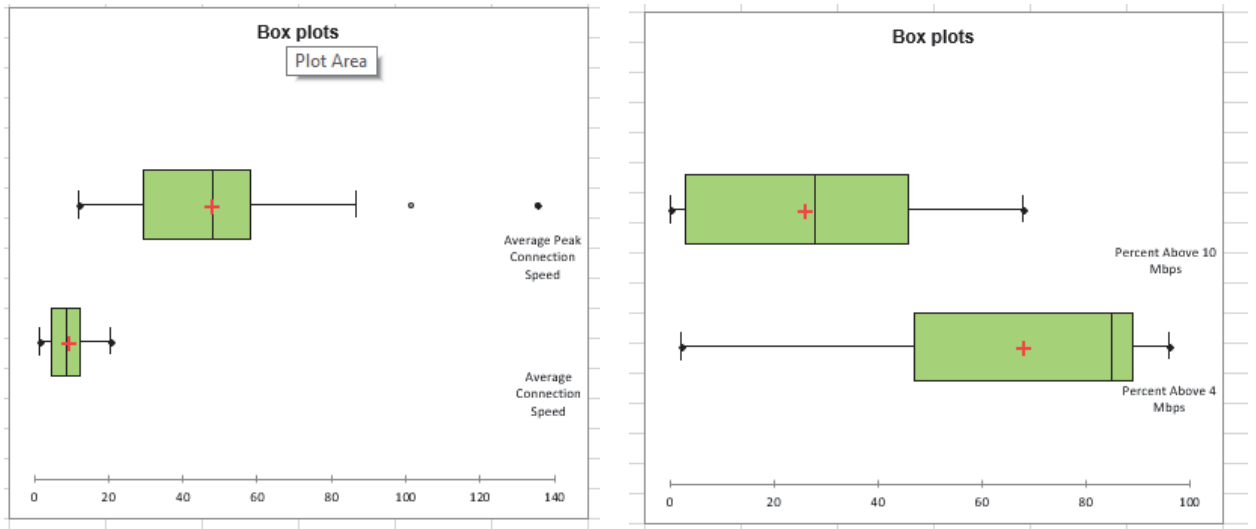 Box plots
Plot Area
Average Peak
Connection
Speed
Average
Connection
Speed
0 20 40 60 80 100 120 140
Box plots
Percent Above 10
Mbps
Percent Above 4
Mbps
0 20 40 60 80 100